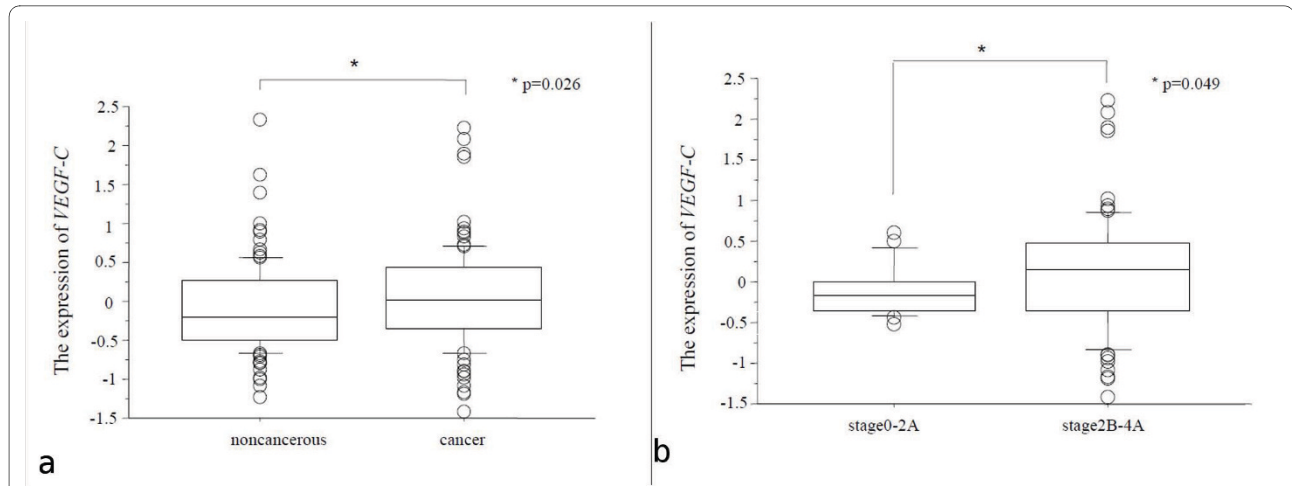 *
* p=0.026
The expression of VEGF-C
2.5
2
1.5
1
0.5
0
-0.5
-1
-1.5
noncancerous
cancer
a
*
* p=0.049
The expression of VEGF-C
2.5
2
1.5
1
0.5
0
-0.5
-1
-1.5
stage0-2A
stage2B-4A
b